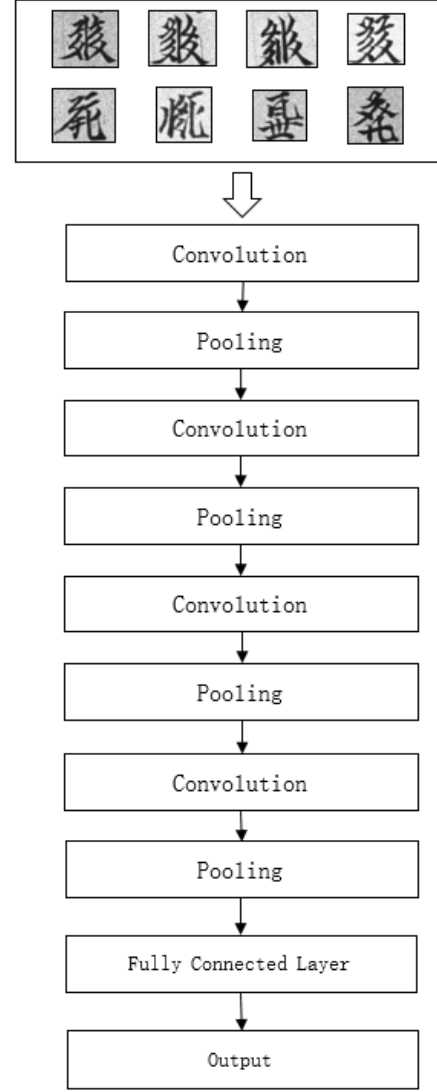 Convolution
Pooling
Convolution
Pooling
Convolution
Pooling
Convolution
Pooling
Fully Connected Layer
Output